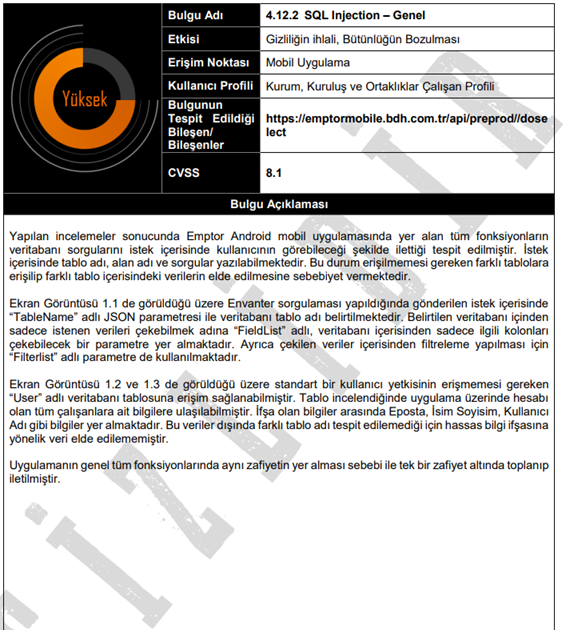 Yüksek
Bulgu Adı 4.12.2 SQL Injection – Genel
Etkisi Gizliliğin ihlali, Bütünlüğün Bozulması
Erişim Noktası Mobil Uygulama
Kullanıcı Profili Kurum, Kuruluş ve Ortaklıklar Çalışan Profili
Bulgunun
Tespit Edildiği
Bileşen/
Bileşenler
https://emptormobile.bdh.com.tr/api/preprod//dose
lect
CVSS 8.1
Bulgu Açıklaması
Yapılan incelemeler sonucunda Emptor Android mobil uygulamasında yer alan tüm fonksiyonların
veritabanı sorgularını istek içerisinde kullanıcının görebileceği şekilde ilettiği tespit edilmiştir. İstek
içerisinde tablo adı, alan adı ve sorgular yazılabilmektedir. Bu durum erişilmemesi gereken farklı tablolara
erişilip farklı tablo içerisindeki verilerin elde edilmesine sebebiyet vermektedir.
Ekran Görüntüsü 1.1 de görüldüğü üzere Envanter sorgulaması yapıldığında gönderilen istek içerisinde
“TableName” adlı JSON parametresi ile veritabanı tablo adı belirtilmektedir. Belirtilen veritabanı içinden
sadece istenen verileri çekebilmek adına “FieldList” adlı, veritabanı içerisinden sadece ilgili kolonları
çekebilecek bir parametre yer almaktadır. Ayrıca çekilen veriler içerisinden filtreleme yapılması için
“Filterlist” adlı parametre de kullanılmaktadır.
Ekran Görüntüsü 1.2 ve 1.3 de görüldüğü üzere standart bir kullanıcı yetkisinin erişmemesi gereken
“User” adlı veritabanı tablosuna erişim sağlanabilmiştir. Tablo incelendiğinde uygulama üzerinde hesabı
olan tüm çalışanlara ait bilgilere ulaşılabilmiştir. İfşa olan bilgiler arasında Eposta, İsim Soyisim, Kullanıcı
Adı gibi bilgiler yer almaktadır. Bu veriler dışında farklı tablo adı tespit edilemediği için hassas bilgi ifşasına
yönelik veri elde edilememiştir.
Uygulamanın genel tüm fonksiyonlarında aynı zafiyetin yer alması sebebi ile tek bir zafiyet altında toplanıp
iletilmiştir.